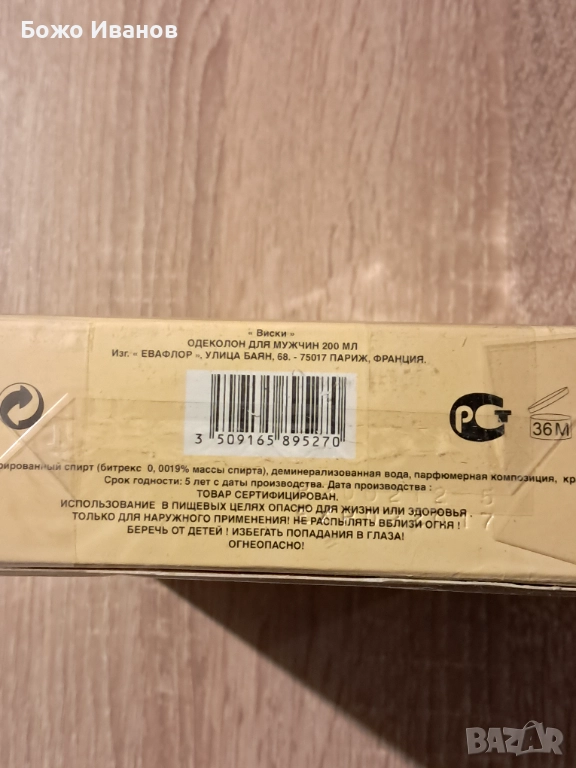 Божо Иванов
« Виски »
ОДЕКОЛОН ДЛЯ МУЖЧИН 200 МЛ
Изг. « ЕВАФЛОР », УЛИЦА БАЯН, 68. - 75017 ПАРИЖ, ФРАНЦИЯ.
3 509165 895270
РСТ
36M
рированный спирт (битрекс 0, 0019% массы спирта), деминерализованная вода, парфюмерная композиция, кр
Срок годности: 5 лет с даты производства. Дата производства :
ТОВАР СЕРТИФИЦИРОВАН.
ИСПОЛЬЗОВАНИЕ В ПИЩЕВЫХ ЦЕЛЯХ ОПАСНО ДЛЯ ЖИЗНИ ИЛИ ЗДОРОВЬЯ.
ТОЛЬКО ДЛЯ НАРУЖНОГО ПРИМЕНЕНИЯ! НЕ РАСПЫЛЯТЬ ВБЛИЗИ ОГНЯ !
БЕРЕЧЬ ОТ ДЕТЕЙ ! ИЗБЕГАТЬ ПОПАДАНИЯ В ГЛАЗА!
ОГНЕОПАСНО!
BAZAR